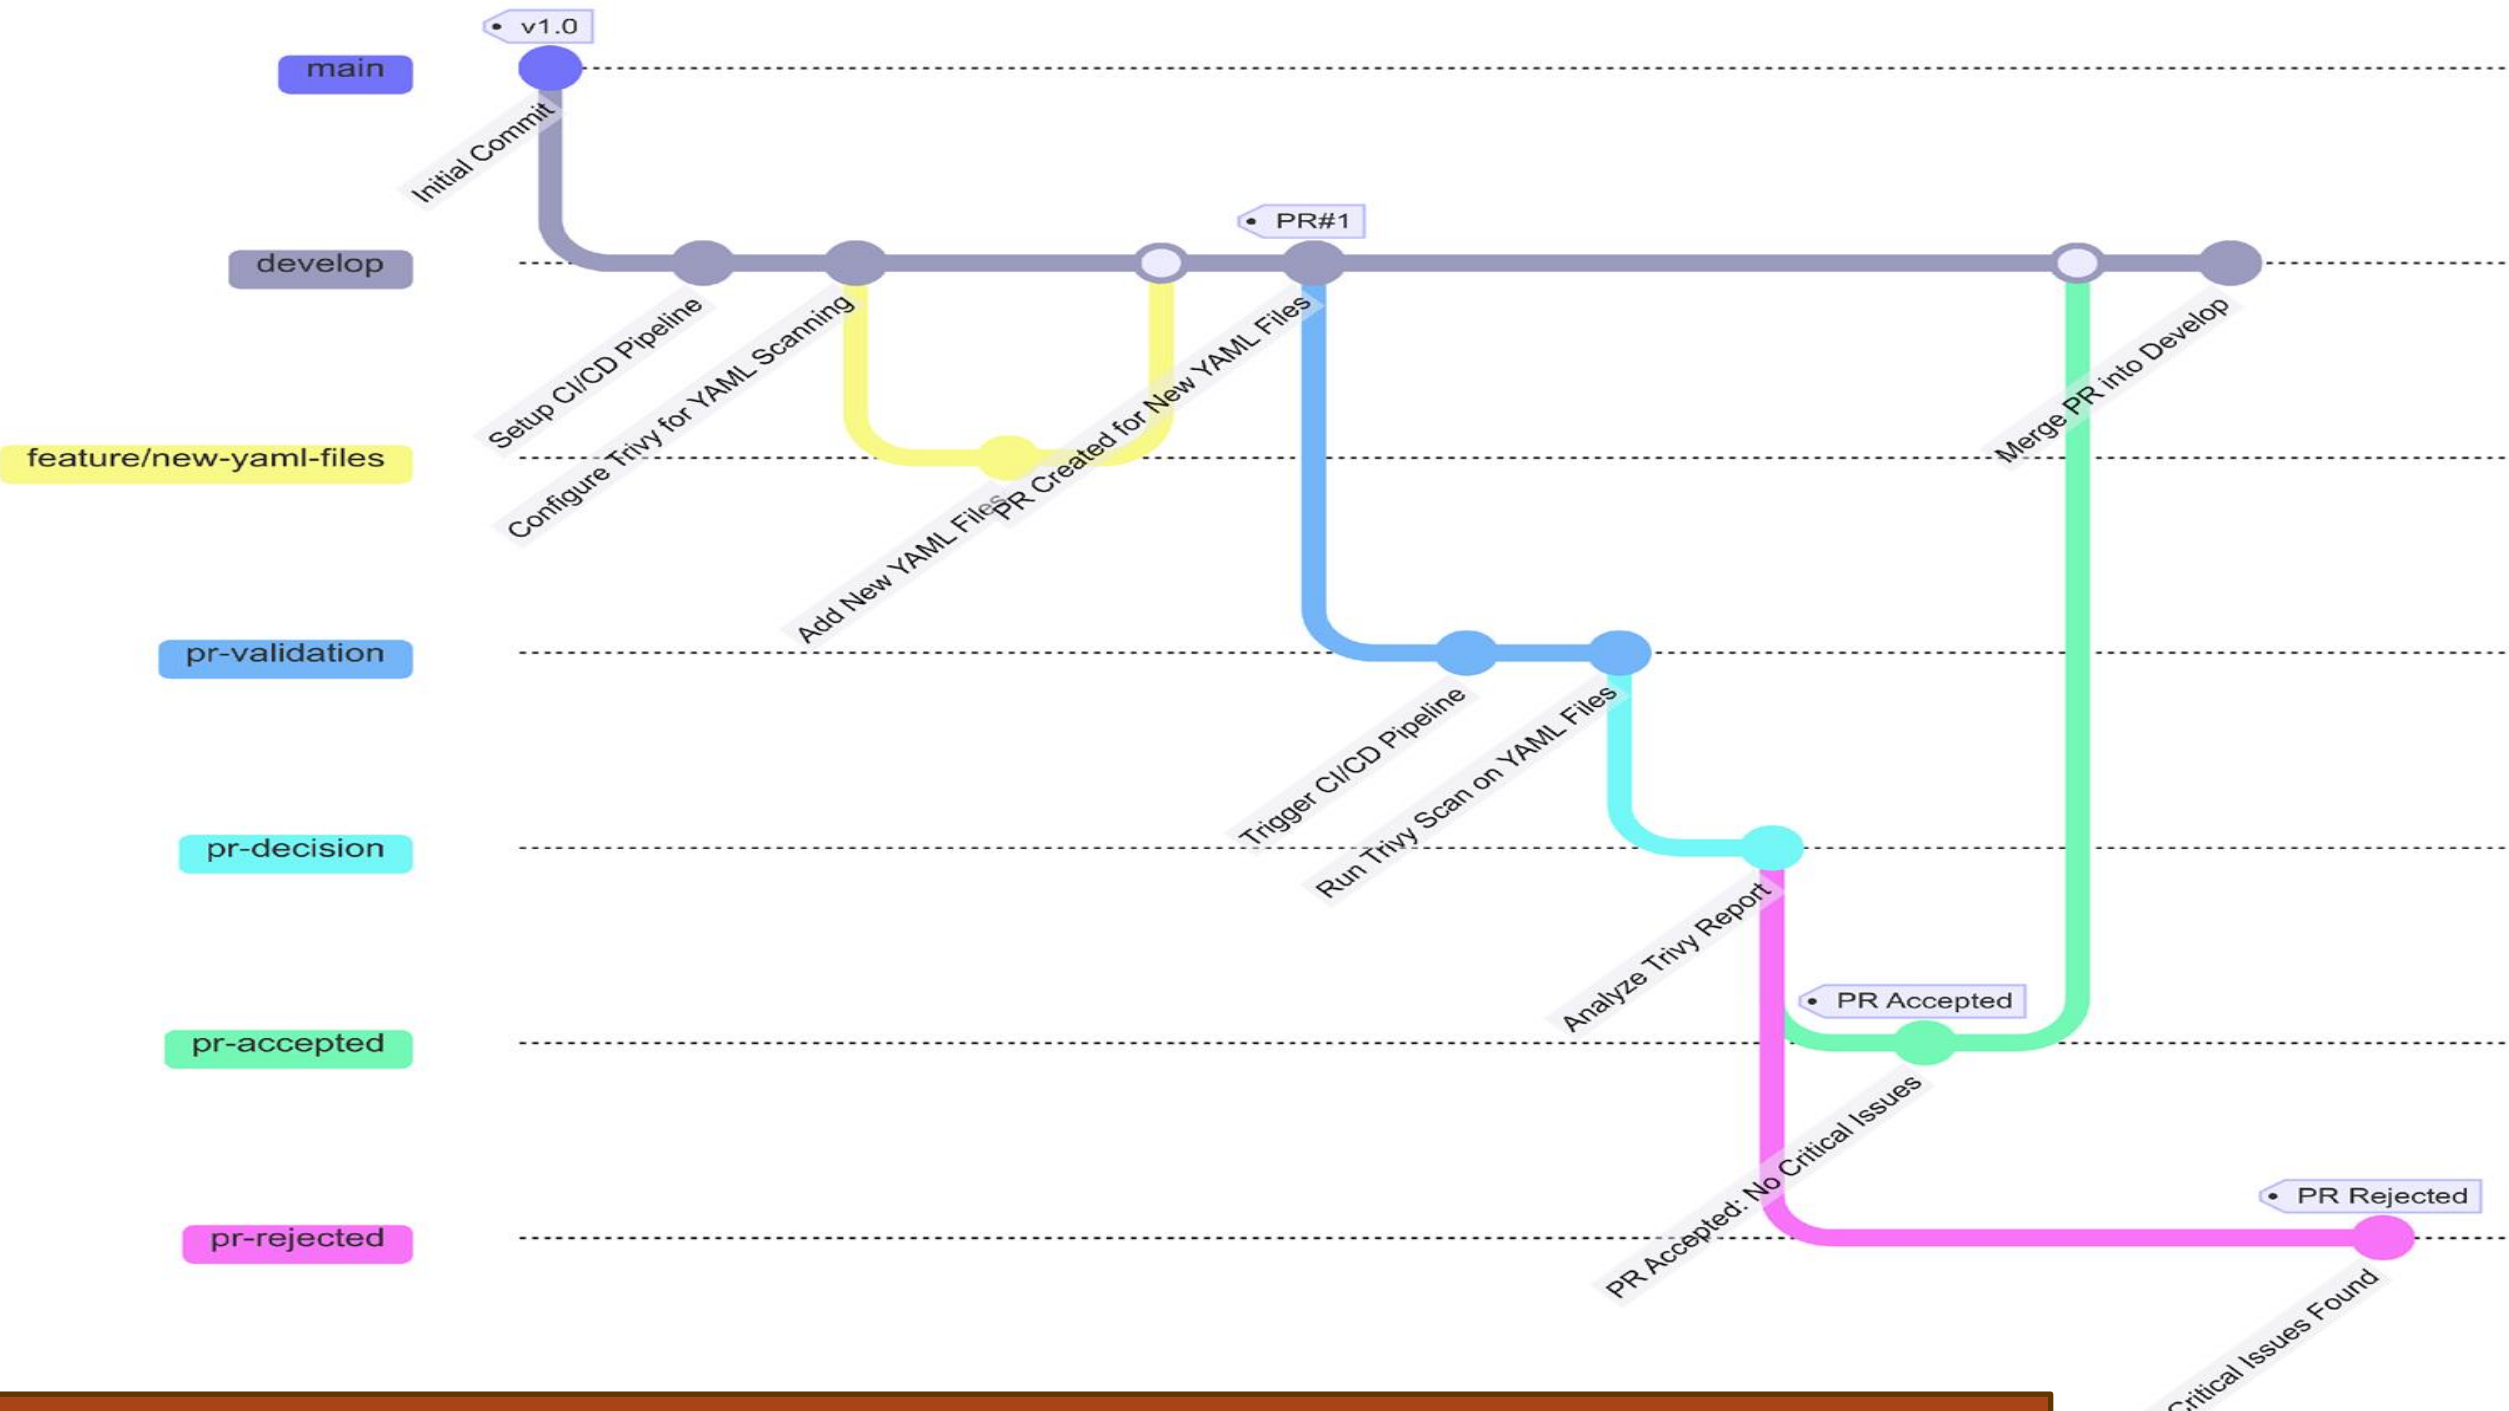 v1.0
main
Initial Commit
PR#1
develop
Setup CI/CD Pipeline
Configure Trivy for YAML Scanning
PR Created for New YAML Files
Merge PR into Develop
feature/new-yaml-files
Add New YAML Files
pr-validation
Trigger CI/CD Pipeline
Run Trivy Scan on YAML Files
pr-decision
Analyze Trivy Report
PR Accepted
pr-accepted
PR Accepted: No Critical Issues
PR Rejected
pr-rejected
Critical Issues Found